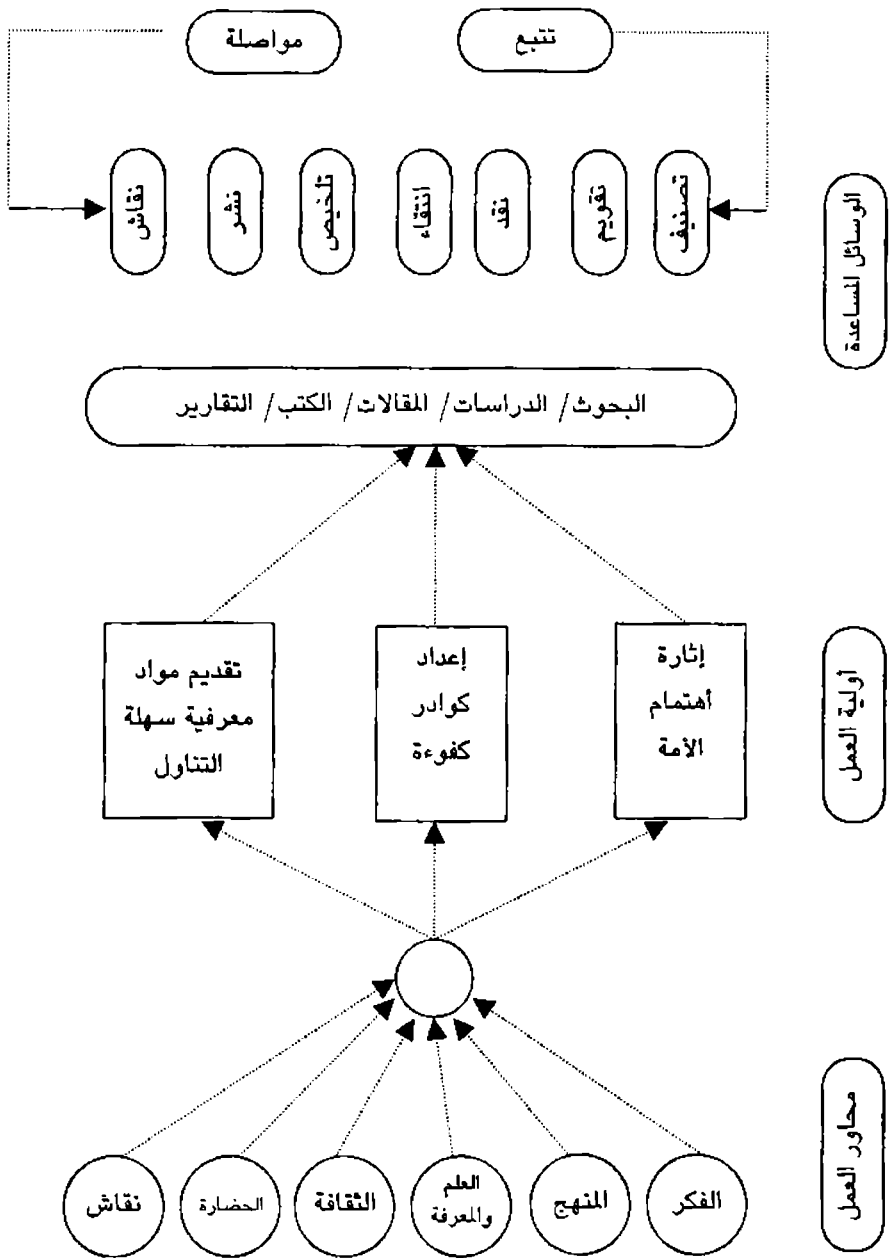 تتبع
مواصلة
تصنيف
تقويم
نقد
انتقاء
تلخيص
نشر
نقاش
الوسائل المساعدة
البحوث/ الدراسات/ المقالات/ الكتب/ التقارير
إثارة
أهتمام
الأمة
إعداد
كوادر
كفوءة
تقديم مواد
معرفية سهلة
التناول
أولية العمل
الفكر
المنهج
العلم
والمعرفة
الثقافة
الحضارة
نقاش
محاور العمل